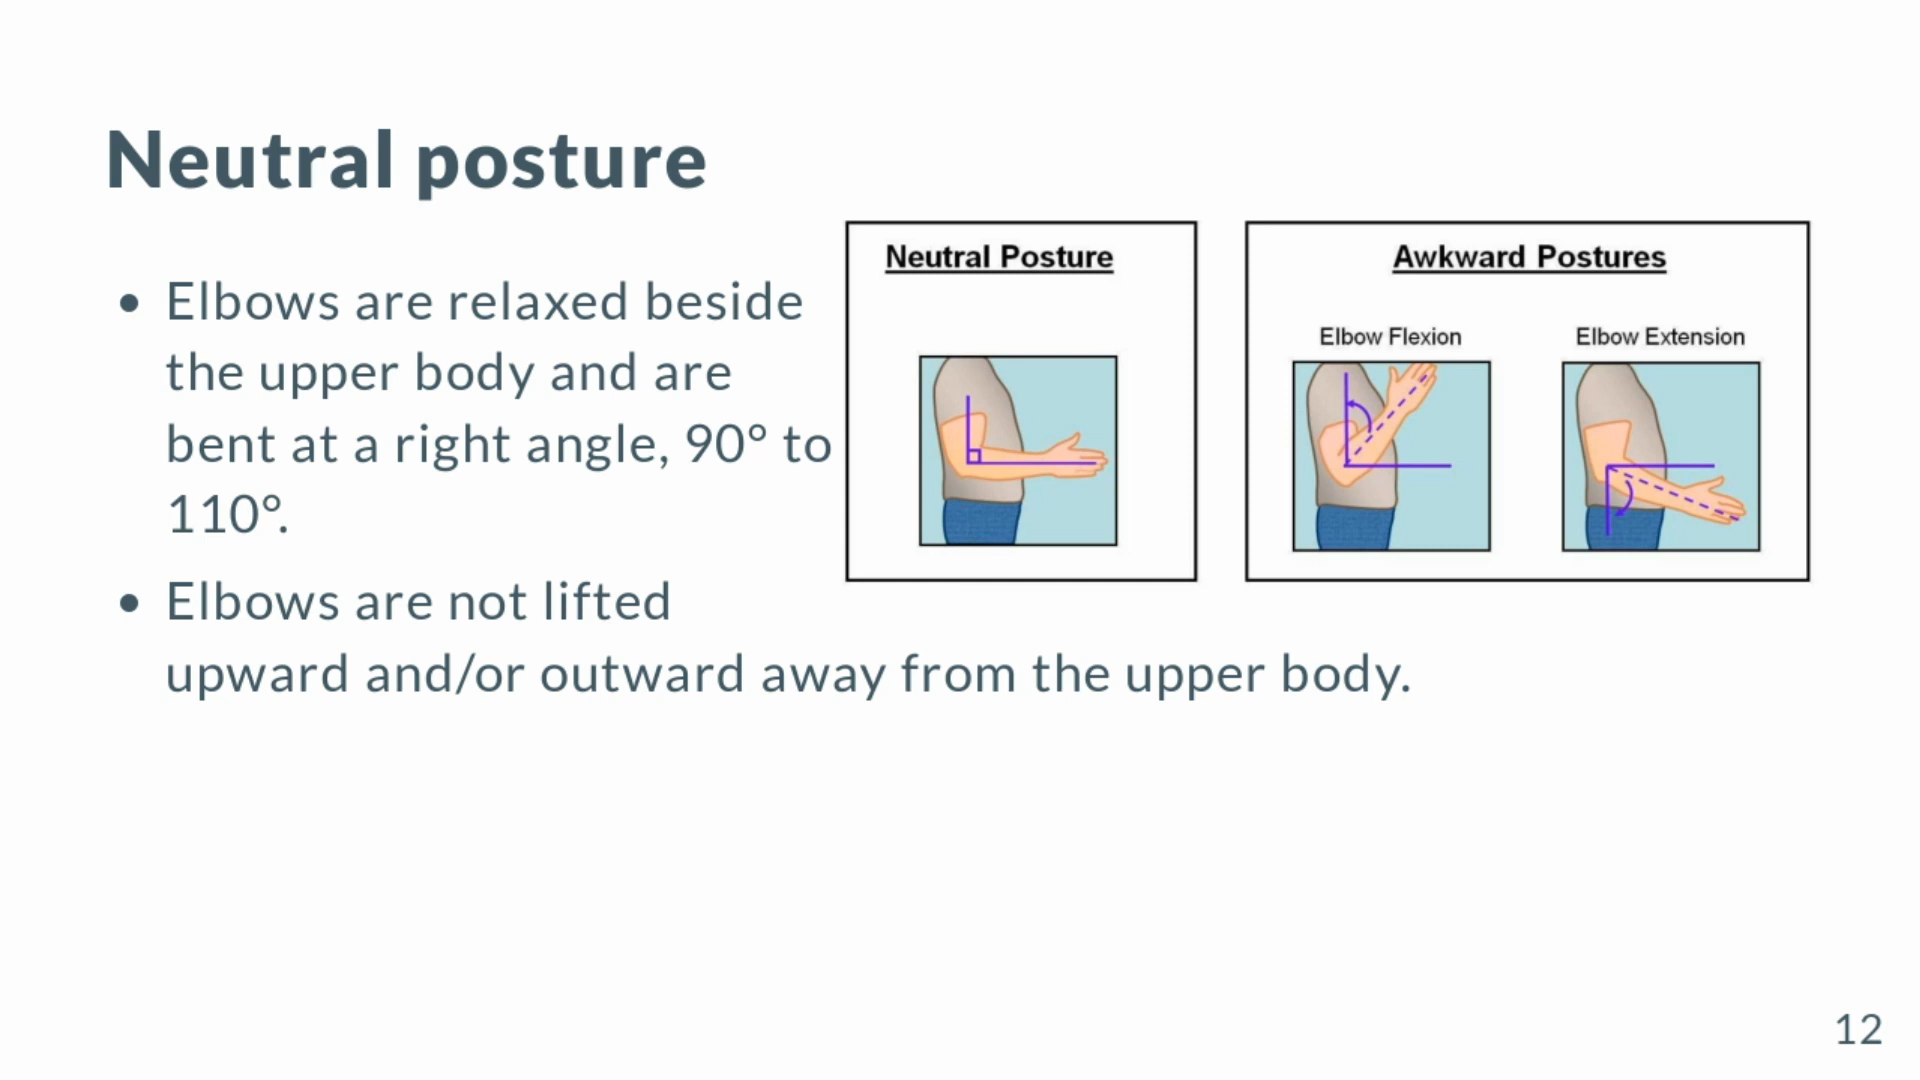 Neutral posture
• Elbows are relaxed beside
the upper body and are
bent at a right angle, 90° to
110°.
• Elbows are not lifted
upward and/or outward away from the upper body.
Neutral Posture
Awkward Postures
Elbow Flexion
Elbow Extension
12